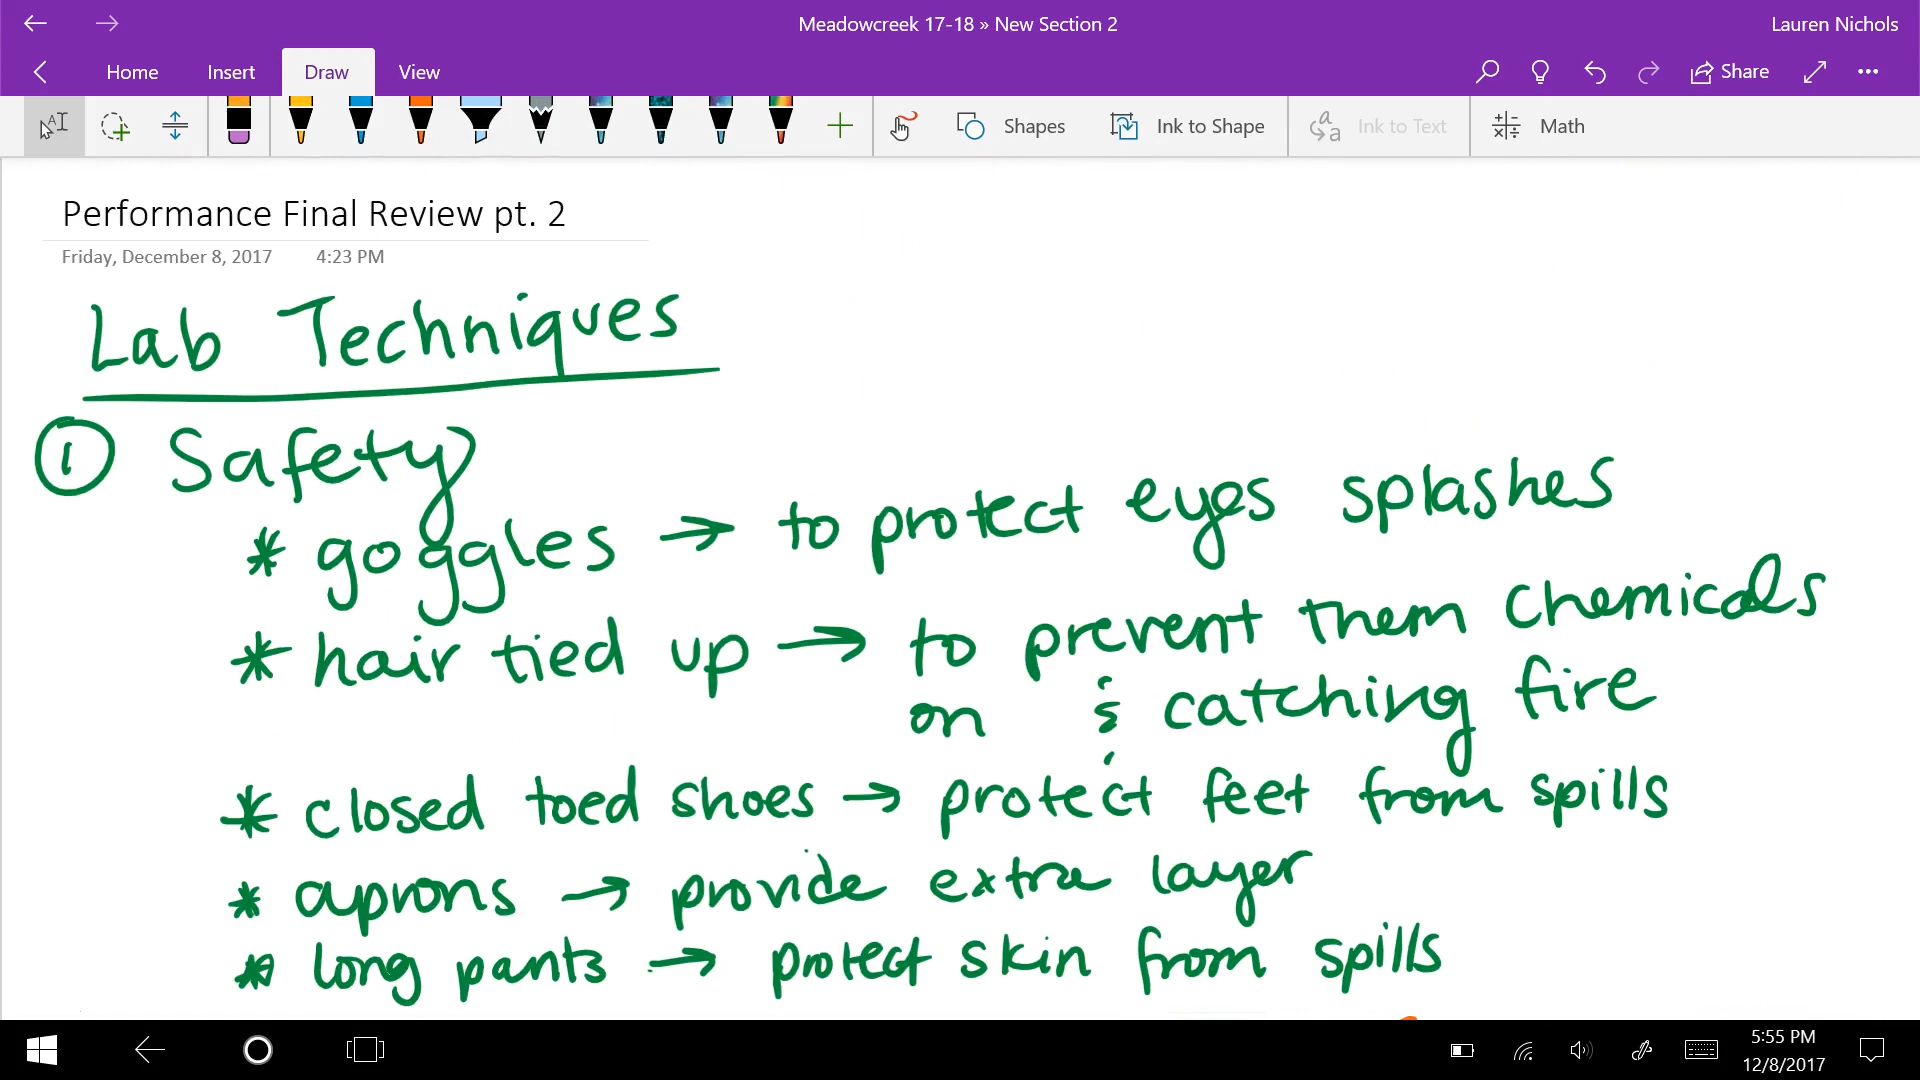 Meadowcreek 17-18 » New Section 2
Lauren Nichols
Home Insert Draw View
Share
Shapes Ink to Shape Ink to Text Math
Performance Final Review pt. 2
Friday, December 8, 2017 4:23 PM
Lab Techniques
① Safety
* goggles → to protect eyes splashes
* hair tied up → to prevent them chemicals
on & catching fire
* closed toed shoes → protect feet from spills
* aprons → provide extra layer
* long pants → protect skin from spills
5:55 PM
12/8/2017